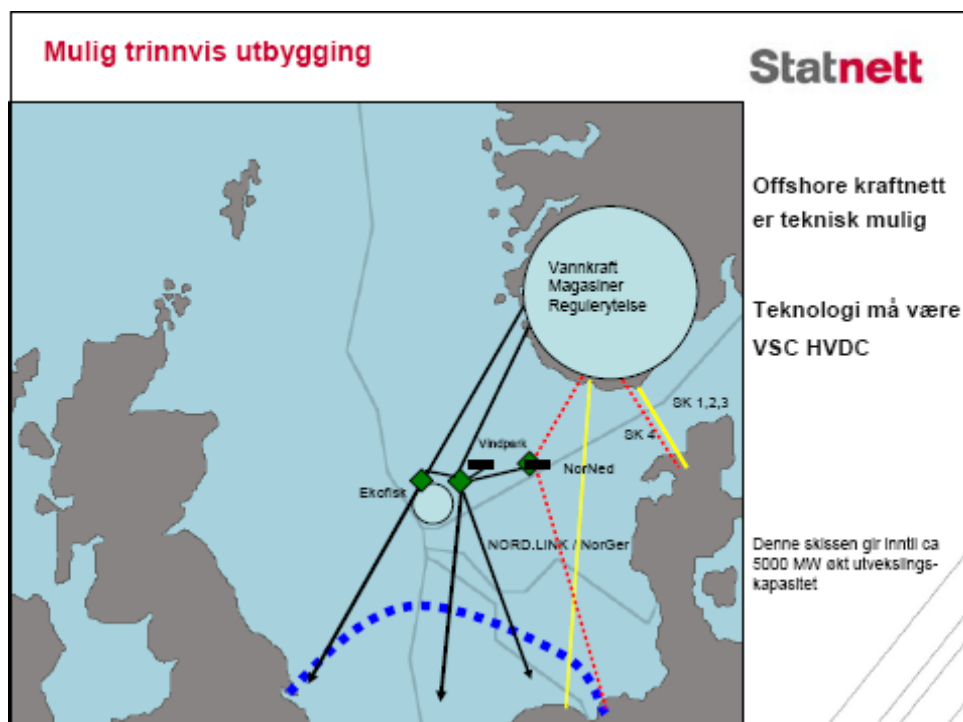 Mulig trinnvis utbygging
Statnett
Offshore kraftnett
er teknisk mulig
Vannkraft
Magasiner
Regulerytelse
Teknologi må være
VSC HVDC
SK 1,2,3
SK 4
Vindpark
NorNed
Ekofisk
NORD.LINK / NorGer
Denne skissen gir inntil ca
5000 MW økt utvekslings-
kapasitet